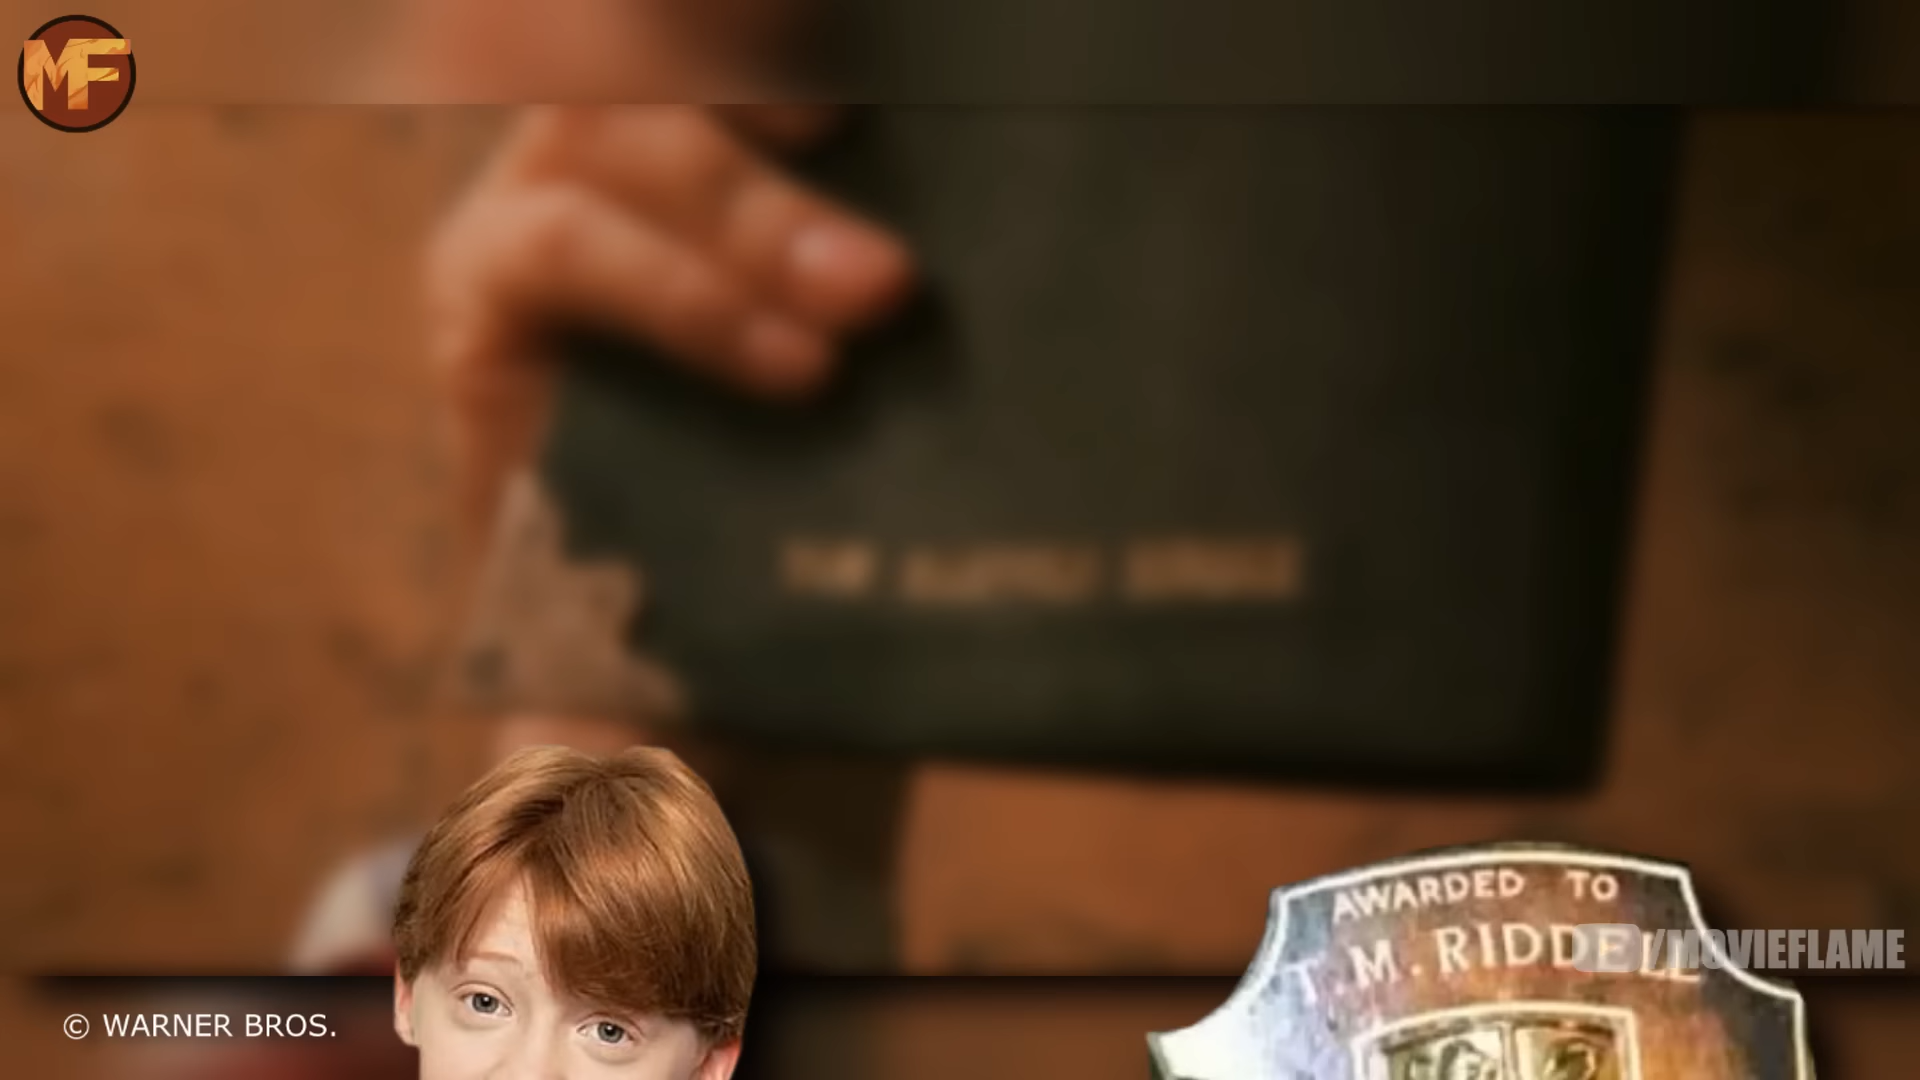 MF
AWARDED TO
T. M. RIDDELL
/MOVIEFLAME
© WARNER BROS.